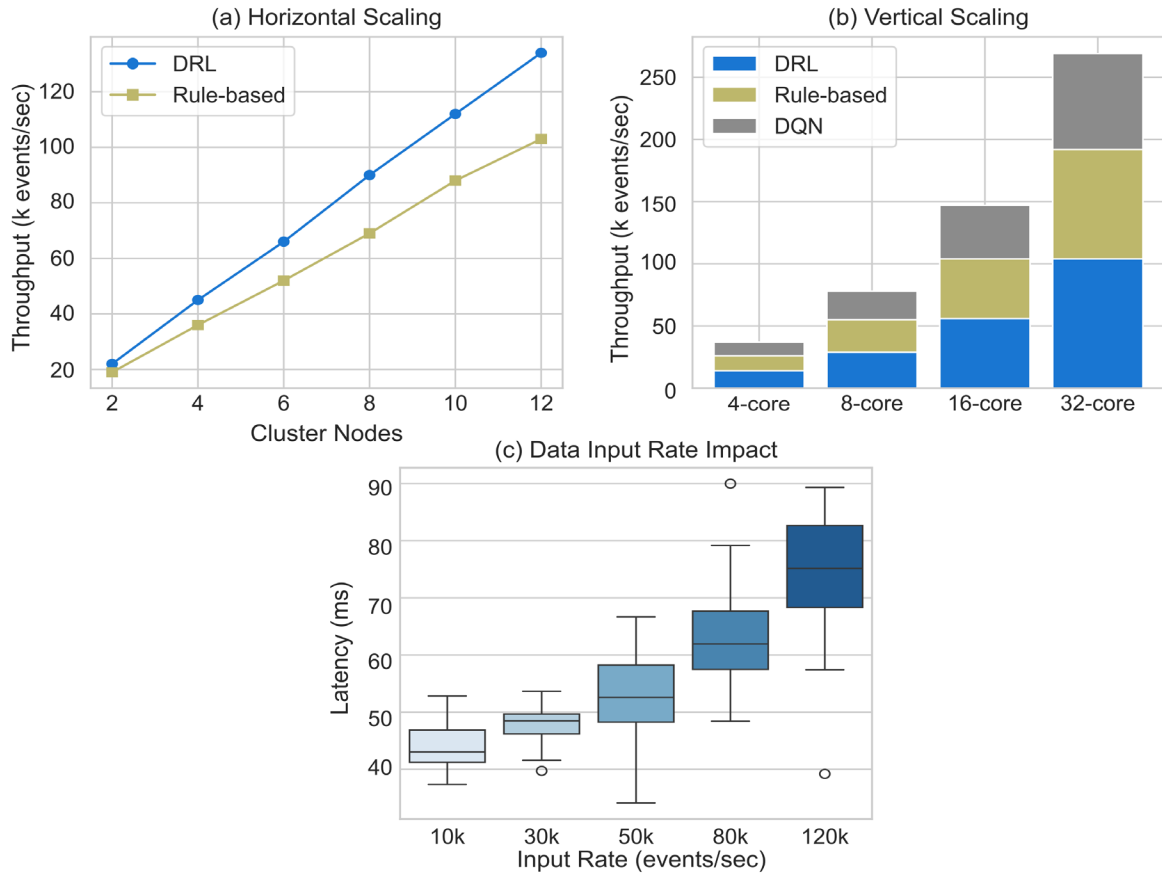 (a) Horizontal Scaling
DRL
Rule-based
Throughput (k events/sec)
120
100
80
60
40
20
2 4 6 8 10 12
Cluster Nodes
(b) Vertical Scaling
DRL
Rule-based
DQN
Throughput (k events/sec)
250
200
150
100
50
0
4-core 8-core 16-core 32-core
(c) Data Input Rate Impact
Latency (ms)
90
80
70
60
50
40
10k 30k 50k 80k 120k
Input Rate (events/sec)